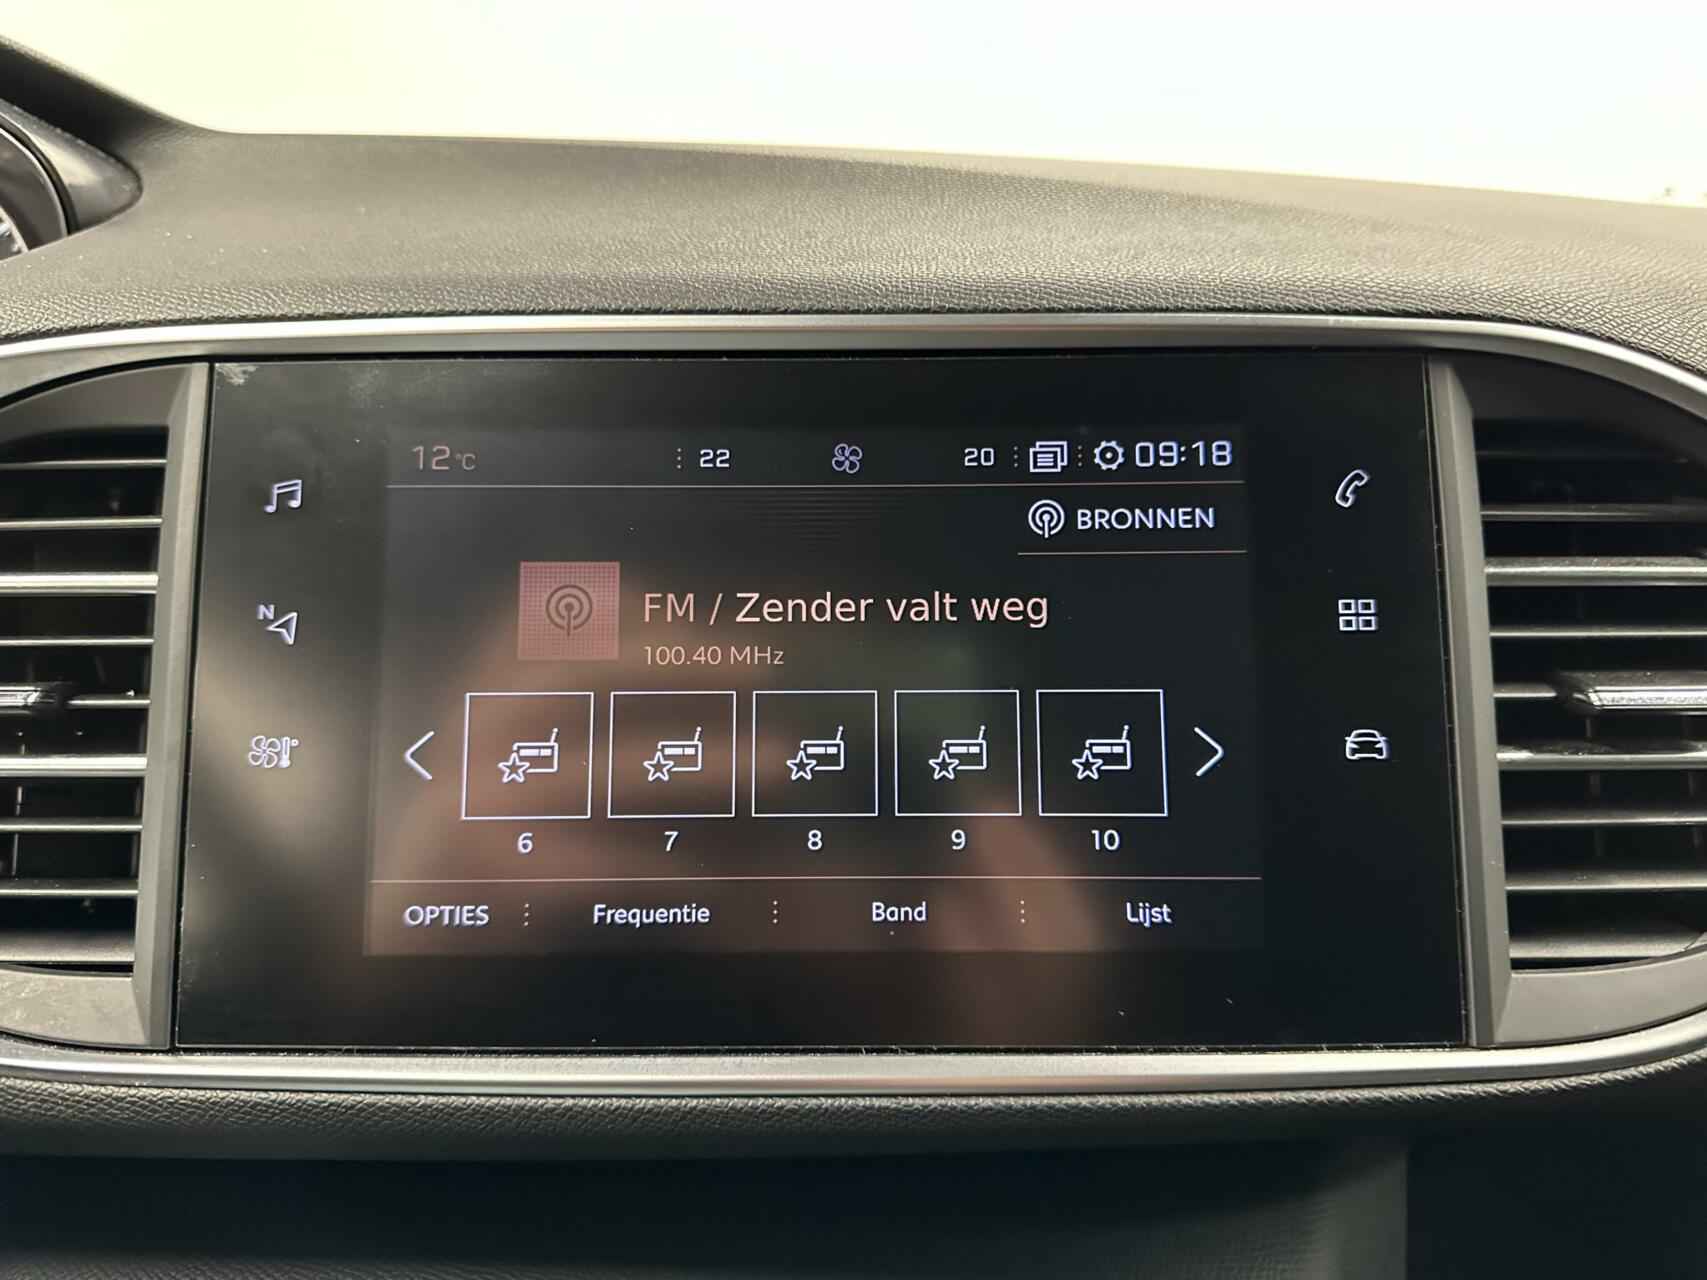 12°C 22 20 09:18
BRONNEN
FM / Zender valt weg
100.40 MHz
N
6 7 8 9 10
OPTIES Frequentie Band Lijst